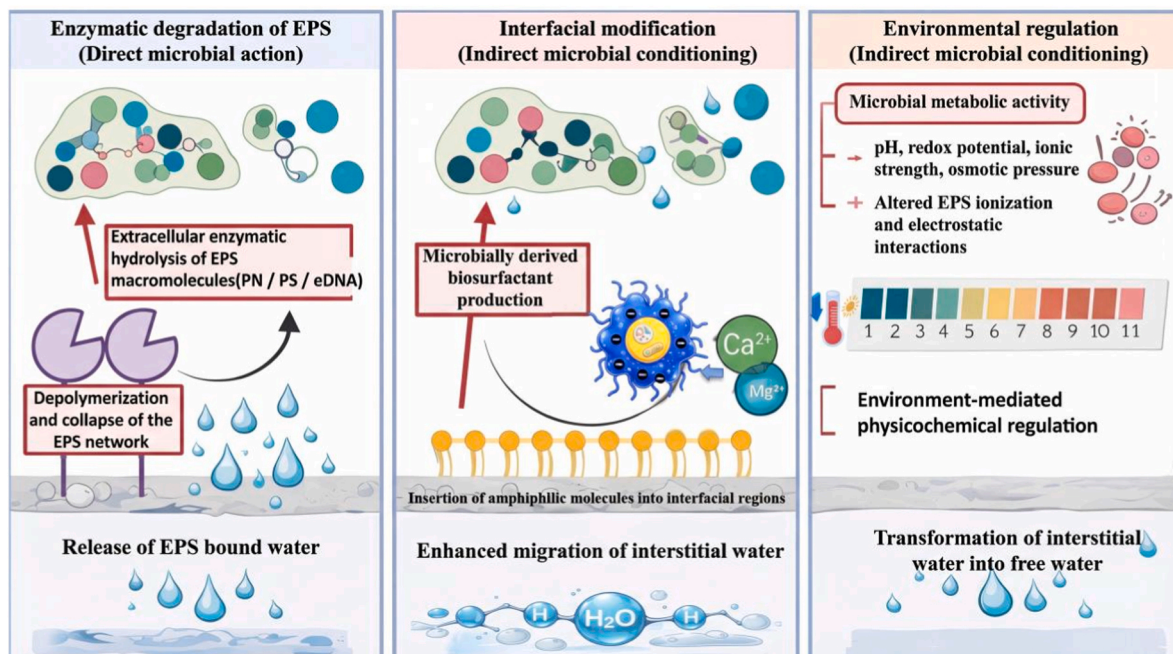 Enzymatic degradation of EPS
(Direct microbial action)
Extracellular enzymatic
hydrolysis of EPS
macromolecules(PN / PS / eDNA)
Depolymerization
and collapse of the
EPS network
Release of EPS bound water
Interfacial modification
(Indirect microbial conditioning)
Microbially derived
biosurfactant
production
Ca²⁺
Mg²⁺
Insertion of amphiphllic molecules into interfacial regions
Enhanced migration of interstitial water
H H₂O H
Environmental regulation
(Indirect microbial conditioning)
Microbial metabolic activity
pH, redox potential, ionic
strength, osmotic pressure
Altered EPS ionization
and electrostatic
interactions
1 2 3 4 5 6 7 8 9 10 11
Environment-mediated
physicochemical regulation
Transformation of interstitial
water into free water